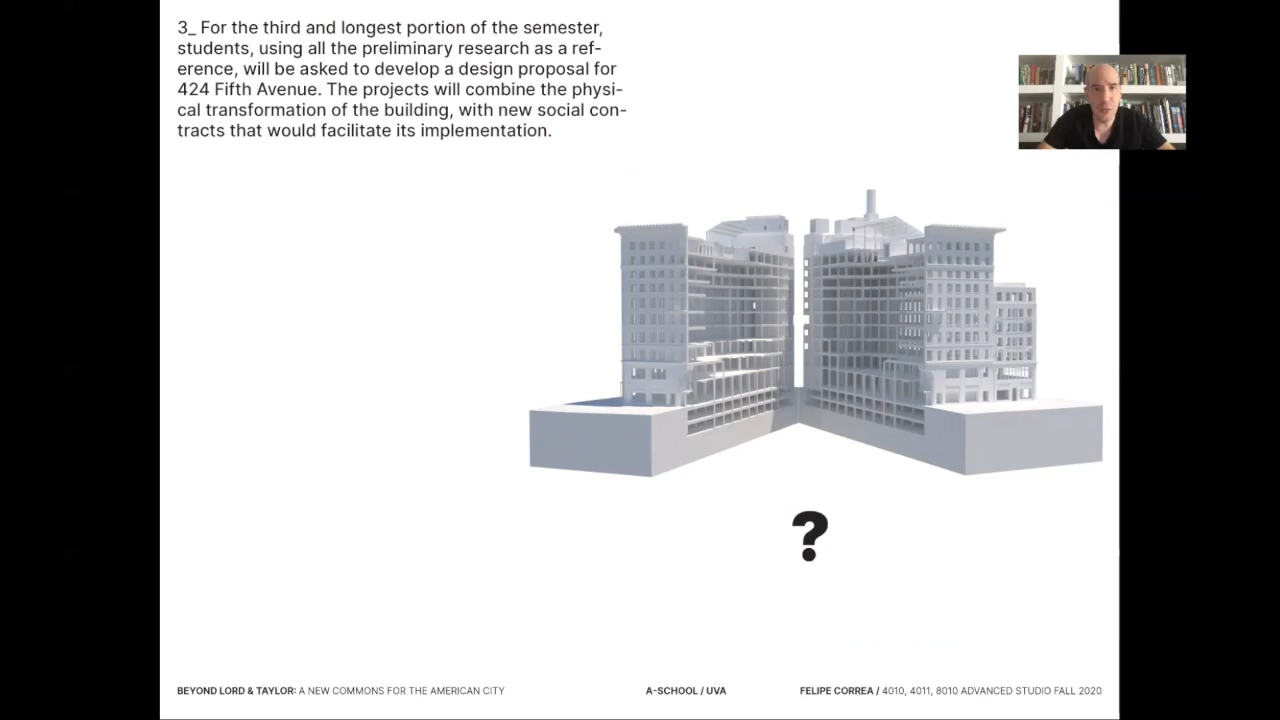 3_ For the third and longest portion of the semester,
students, using all the preliminary research as a ref-
erence, will be asked to develop a design proposal for
424 Fifth Avenue. The projects will combine the physi-
cal transformation of the building, with new social con-
tracts that would facilitate its implementation.
?
BEYOND LORD & TAYLOR: A NEW COMMONS FOR THE AMERICAN CITY
A-SCHOOL / UVA
FELIPE CORREA / 4010, 4011, 8010 ADVANCED STUDIO FALL 2020